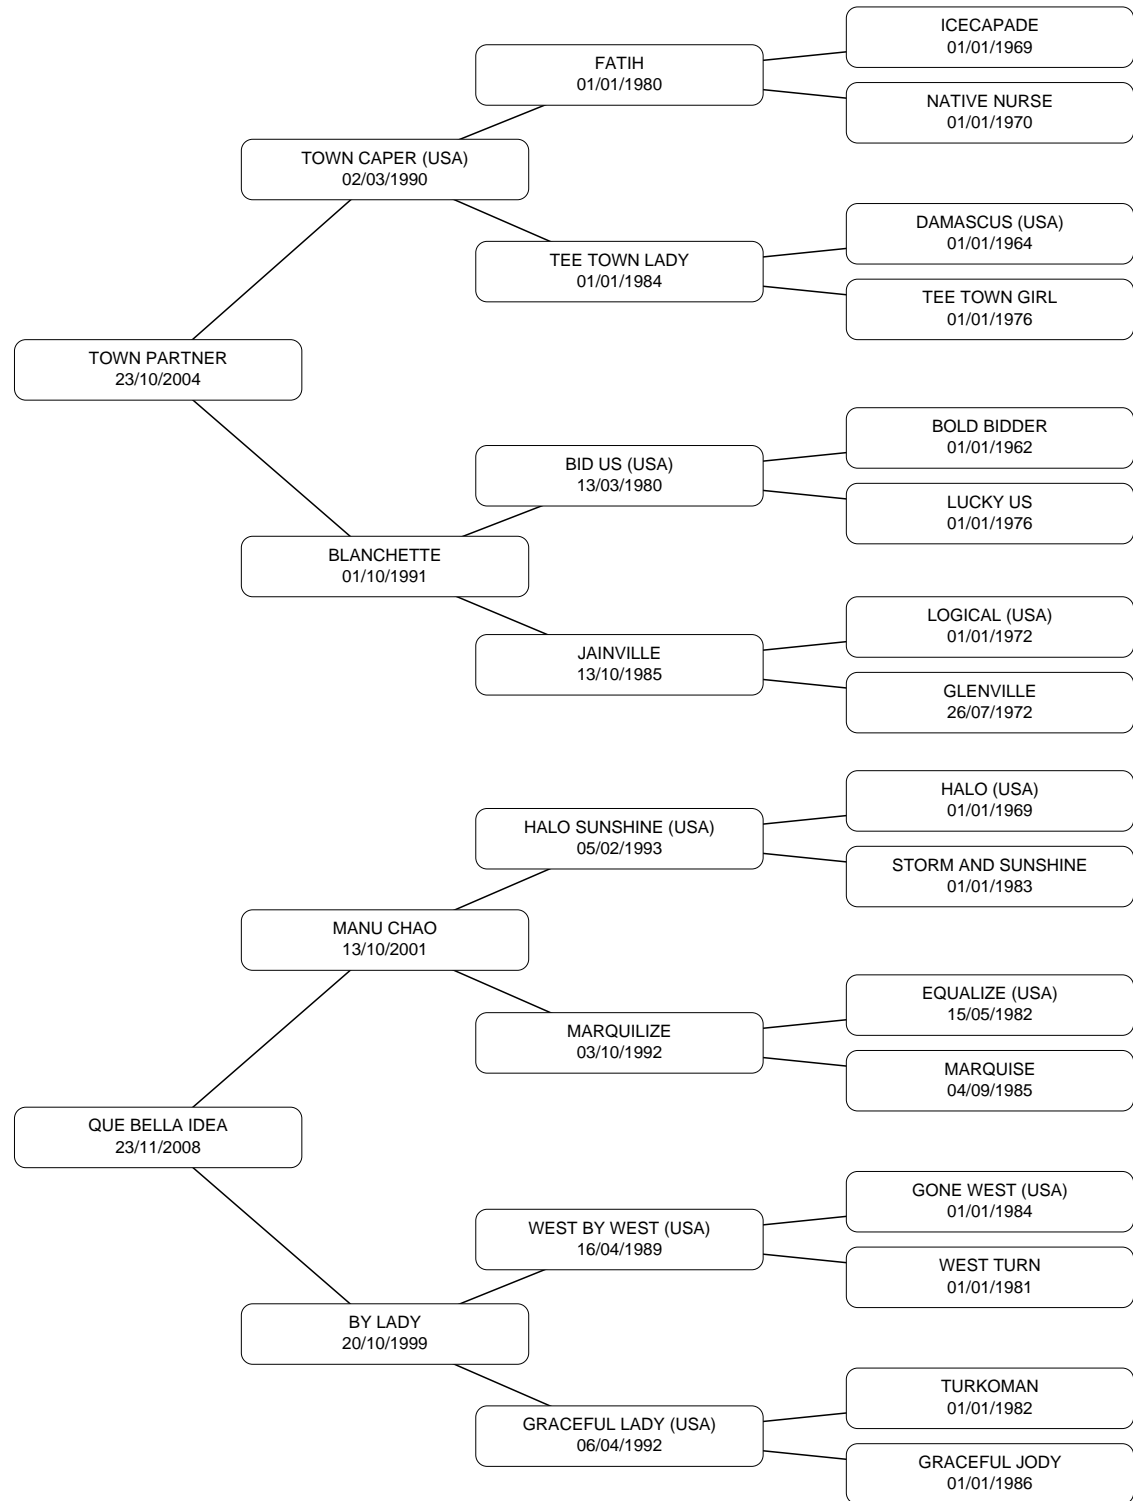 ICECAPADE
01/01/1969
FATIH
01/01/1980
NATIVE NURSE
01/01/1970
TOWN CAPER (USA)
02/03/1990
DAMASCUS (USA)
01/01/1964
TEE TOWN LADY
01/01/1984
TEE TOWN GIRL
01/01/1976
TOWN PARTNER
23/10/2004
BOLD BIDDER
01/01/1962
BID US (USA)
13/03/1980
LUCKY US
01/01/1976
BLANCHETTE
01/10/1991
LOGICAL (USA)
01/01/1972
JAINVILLE
13/10/1985
GLENVILLE
26/07/1972
HALO (USA)
01/01/1969
HALO SUNSHINE (USA)
05/02/1993
STORM AND SUNSHINE
01/01/1983
MANU CHAO
13/10/2001
EQUALIZE (USA)
15/05/1982
MARQUILIZE
03/10/1992
MARQUISE
04/09/1985
QUE BELLA IDEA
23/11/2008
GONE WEST (USA)
01/01/1984
WEST BY WEST (USA)
16/04/1989
WEST TURN
01/01/1981
BY LADY
20/10/1999
TURKOMAN
01/01/1982
GRACEFUL LADY (USA)
06/04/1992
GRACEFUL JODY
01/01/1986